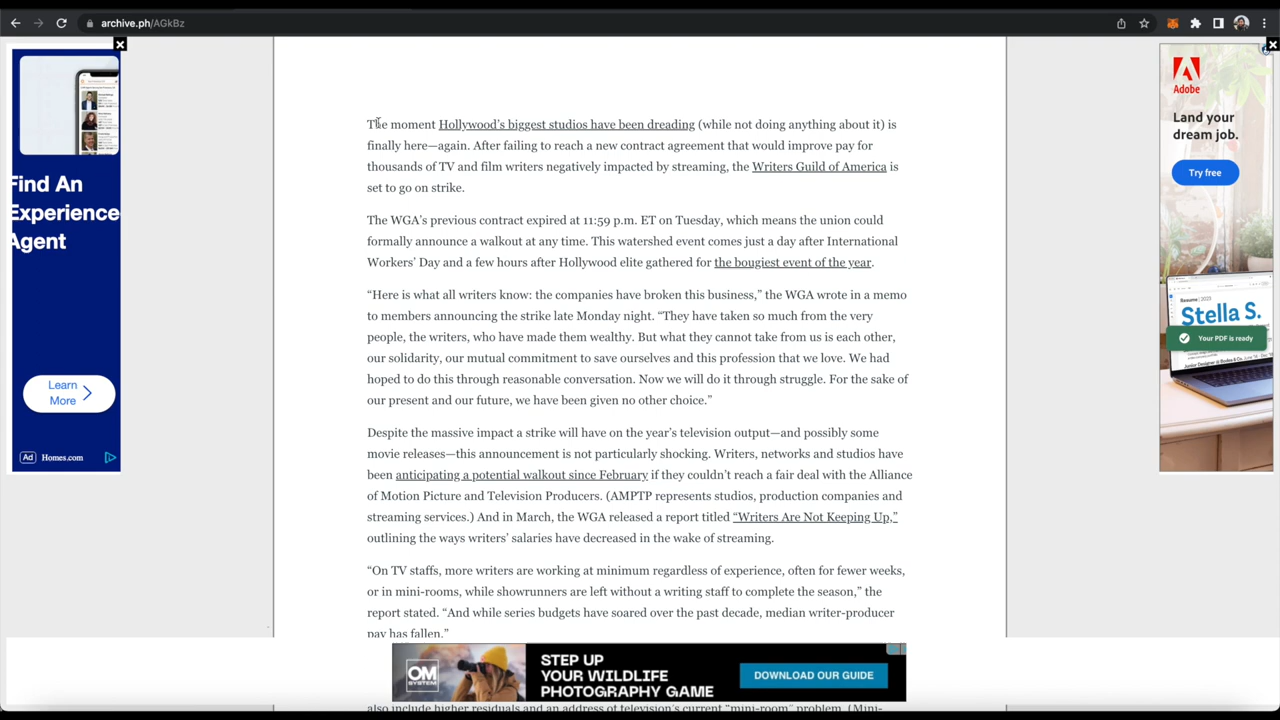 archive.ph/AGkBz
The moment Hollywood's biggest studios have been dreading (while not doing anything about it) is
finally here—again. After failing to reach a new contract agreement that would improve pay for
thousands of TV and film writers negatively impacted by streaming, the Writers Guild of America is
set to go on strike.
The WGA's previous contract expired at 11:59 p.m. ET on Tuesday, which means the union could
formally announce a walkout at any time. This watershed event comes just a day after International
Workers' Day and a few hours after Hollywood elite gathered for the bougiest event of the year.
“Here is what all writers know: the companies have broken this business,” the WGA wrote in a memo
to members announcing the strike late Monday night. “They have taken so much from the very
people, the writers, who have made them wealthy. But what they cannot take from us is each other,
our solidarity, our mutual commitment to save ourselves and this profession that we love. We had
hoped to do this through reasonable conversation. Now we will do it through struggle. For the sake of
our present and our future, we have been given no other choice.”
Despite the massive impact a strike will have on the year's television output—and possibly some
movie releases—this announcement is not particularly shocking. Writers, networks and studios have
been anticipating a potential walkout since February if they couldn't reach a fair deal with the Alliance
of Motion Picture and Television Producers. (AMPTP represents studios, production companies and
streaming services.) And in March, the WGA released a report titled “Writers Are Not Keeping Up,”
outlining the ways writers' salaries have decreased in the wake of streaming.
“On TV staffs, more writers are working at minimum regardless of experience, often for fewer weeks,
or in mini-rooms, while showrunners are left without a writing staff to complete the season,” the
report stated. “And while series budgets have soared over the past decade, median writer-producer
pay has fallen.”
also include higher residuals and an address of television's current “mini-room” problem. (Mini-
Find An
Experience
Agent
Learn
More
Ad Homes.com
Adobe
Land your
dream job.
Try free
Resume | 2023
Stella S.
Your PDF is ready
OM
SYSTEM
STEP UP
YOUR WILDLIFE
PHOTOGRAPHY GAME
DOWNLOAD OUR GUIDE